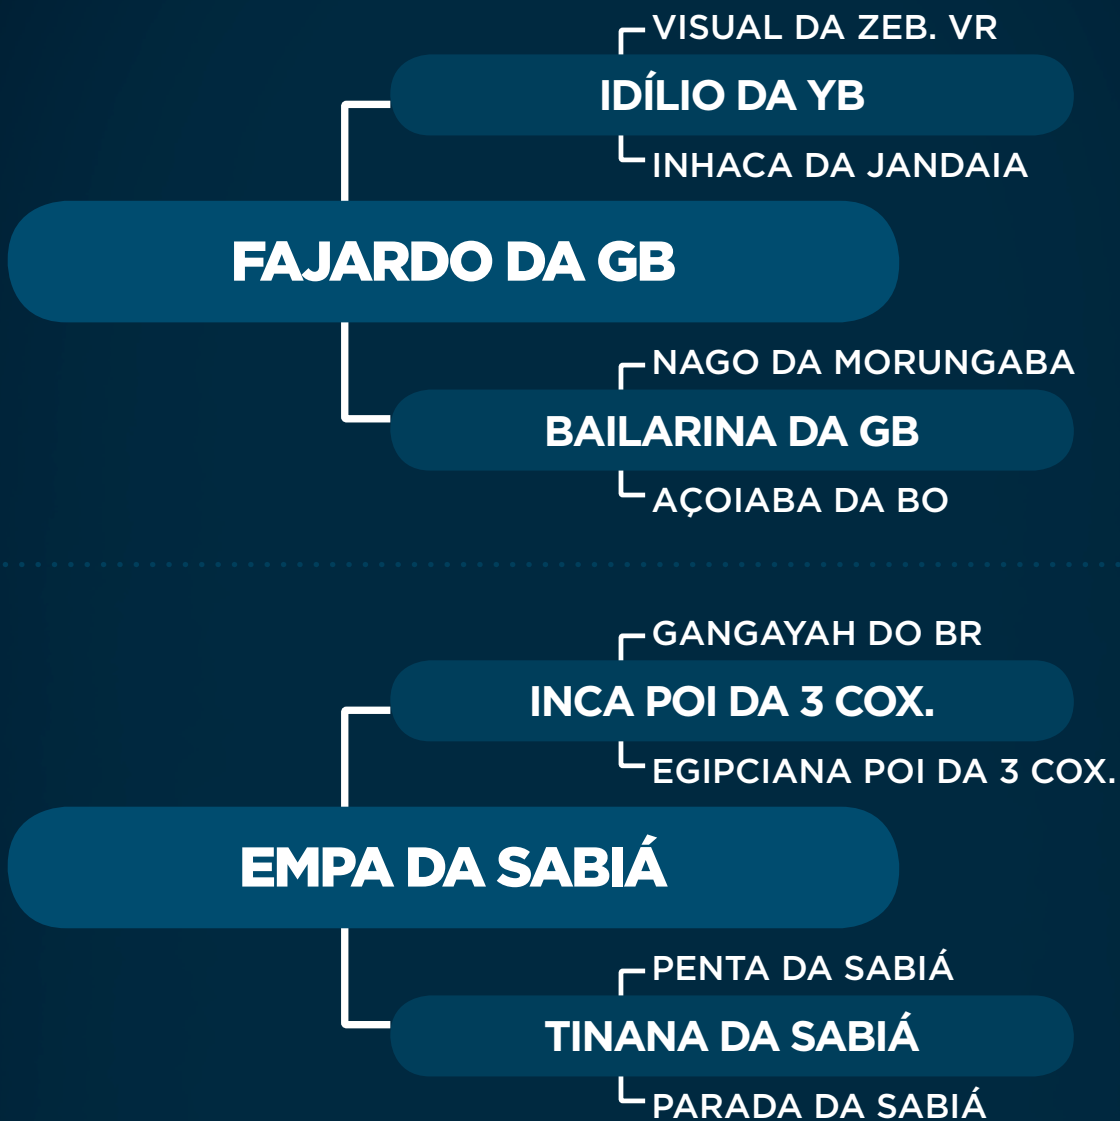 VISUAL DA ZEB. VR
IDÍLIO DA YB
INHACA DA JANDAIA
FAJARDO DA GB
NAGO DA MORUNGABA
BAILARINA DA GB
AÇOIABA DA BO
GANGAYAH DO BR
INCA POI DA 3 COX.
EGIPCIANA POI DA 3 COX.
EMPA DA SABIÁ
PENTA DA SABIÁ
TINANA DA SABIÁ
PARADA DA SABIÁ